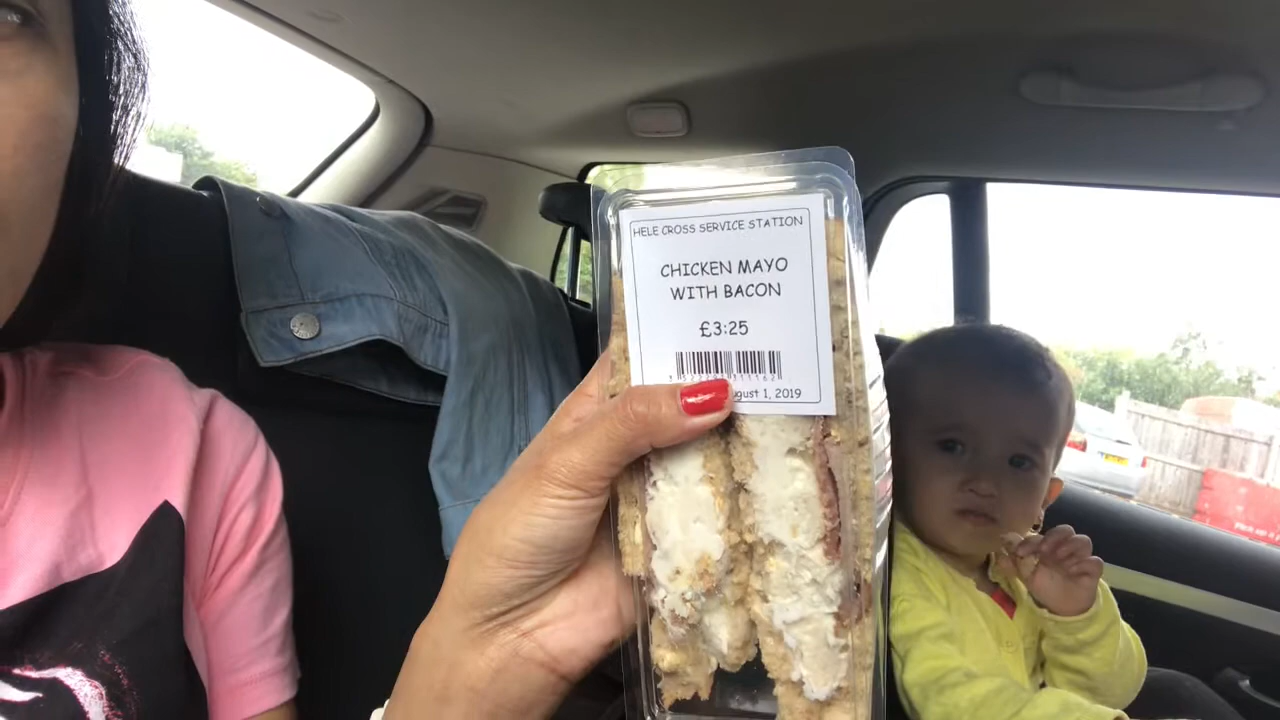 HELE CROSS SERVICE STATION
CHICKEN MAYO
WITH BACON
£3:25
ugust 1, 2019